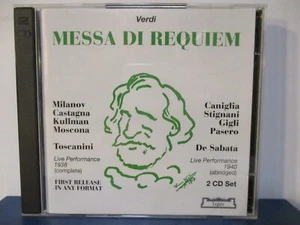 Verdi
MESSA DI REQUIEM
Milanov
Castagna
Kullman
Moscona
Toscanini
Live Performance
1938
(complete)
FIRST RELEASE
IN ANY FORMAT
Caniglia
Stignani
Gigli
Pasero
De Sabata
Live Performance
1940
(abridged)
2 CD Set